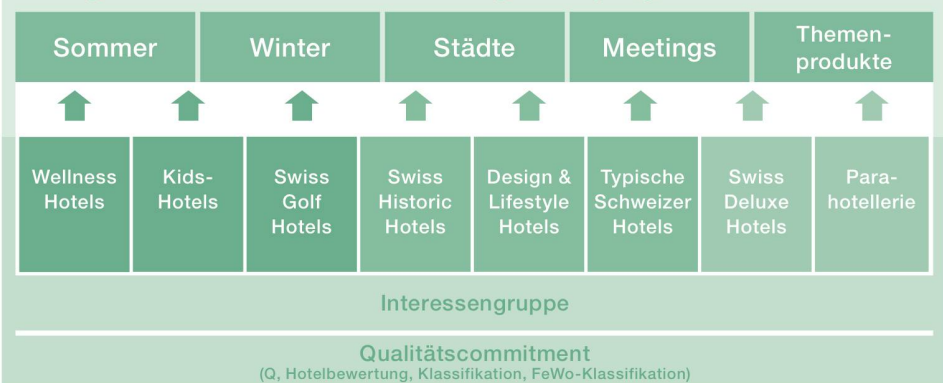 Sommer
Winter
Städte
Meetings
Themen-
produkte
Wellness
Hotels
Kids-
Hotels
Swiss
Golf
Hotels
Swiss
Historic
Hotels
Design &
Lifestyle
Hotels
Typische
Schweizer
Hotels
Swiss
Deluxe
Hotels
Para-
hotellerie
Interessengruppe
Qualitätscommitment
(Q, Hotelbewertung, Klassifikation, FeWo-Klassifikation)